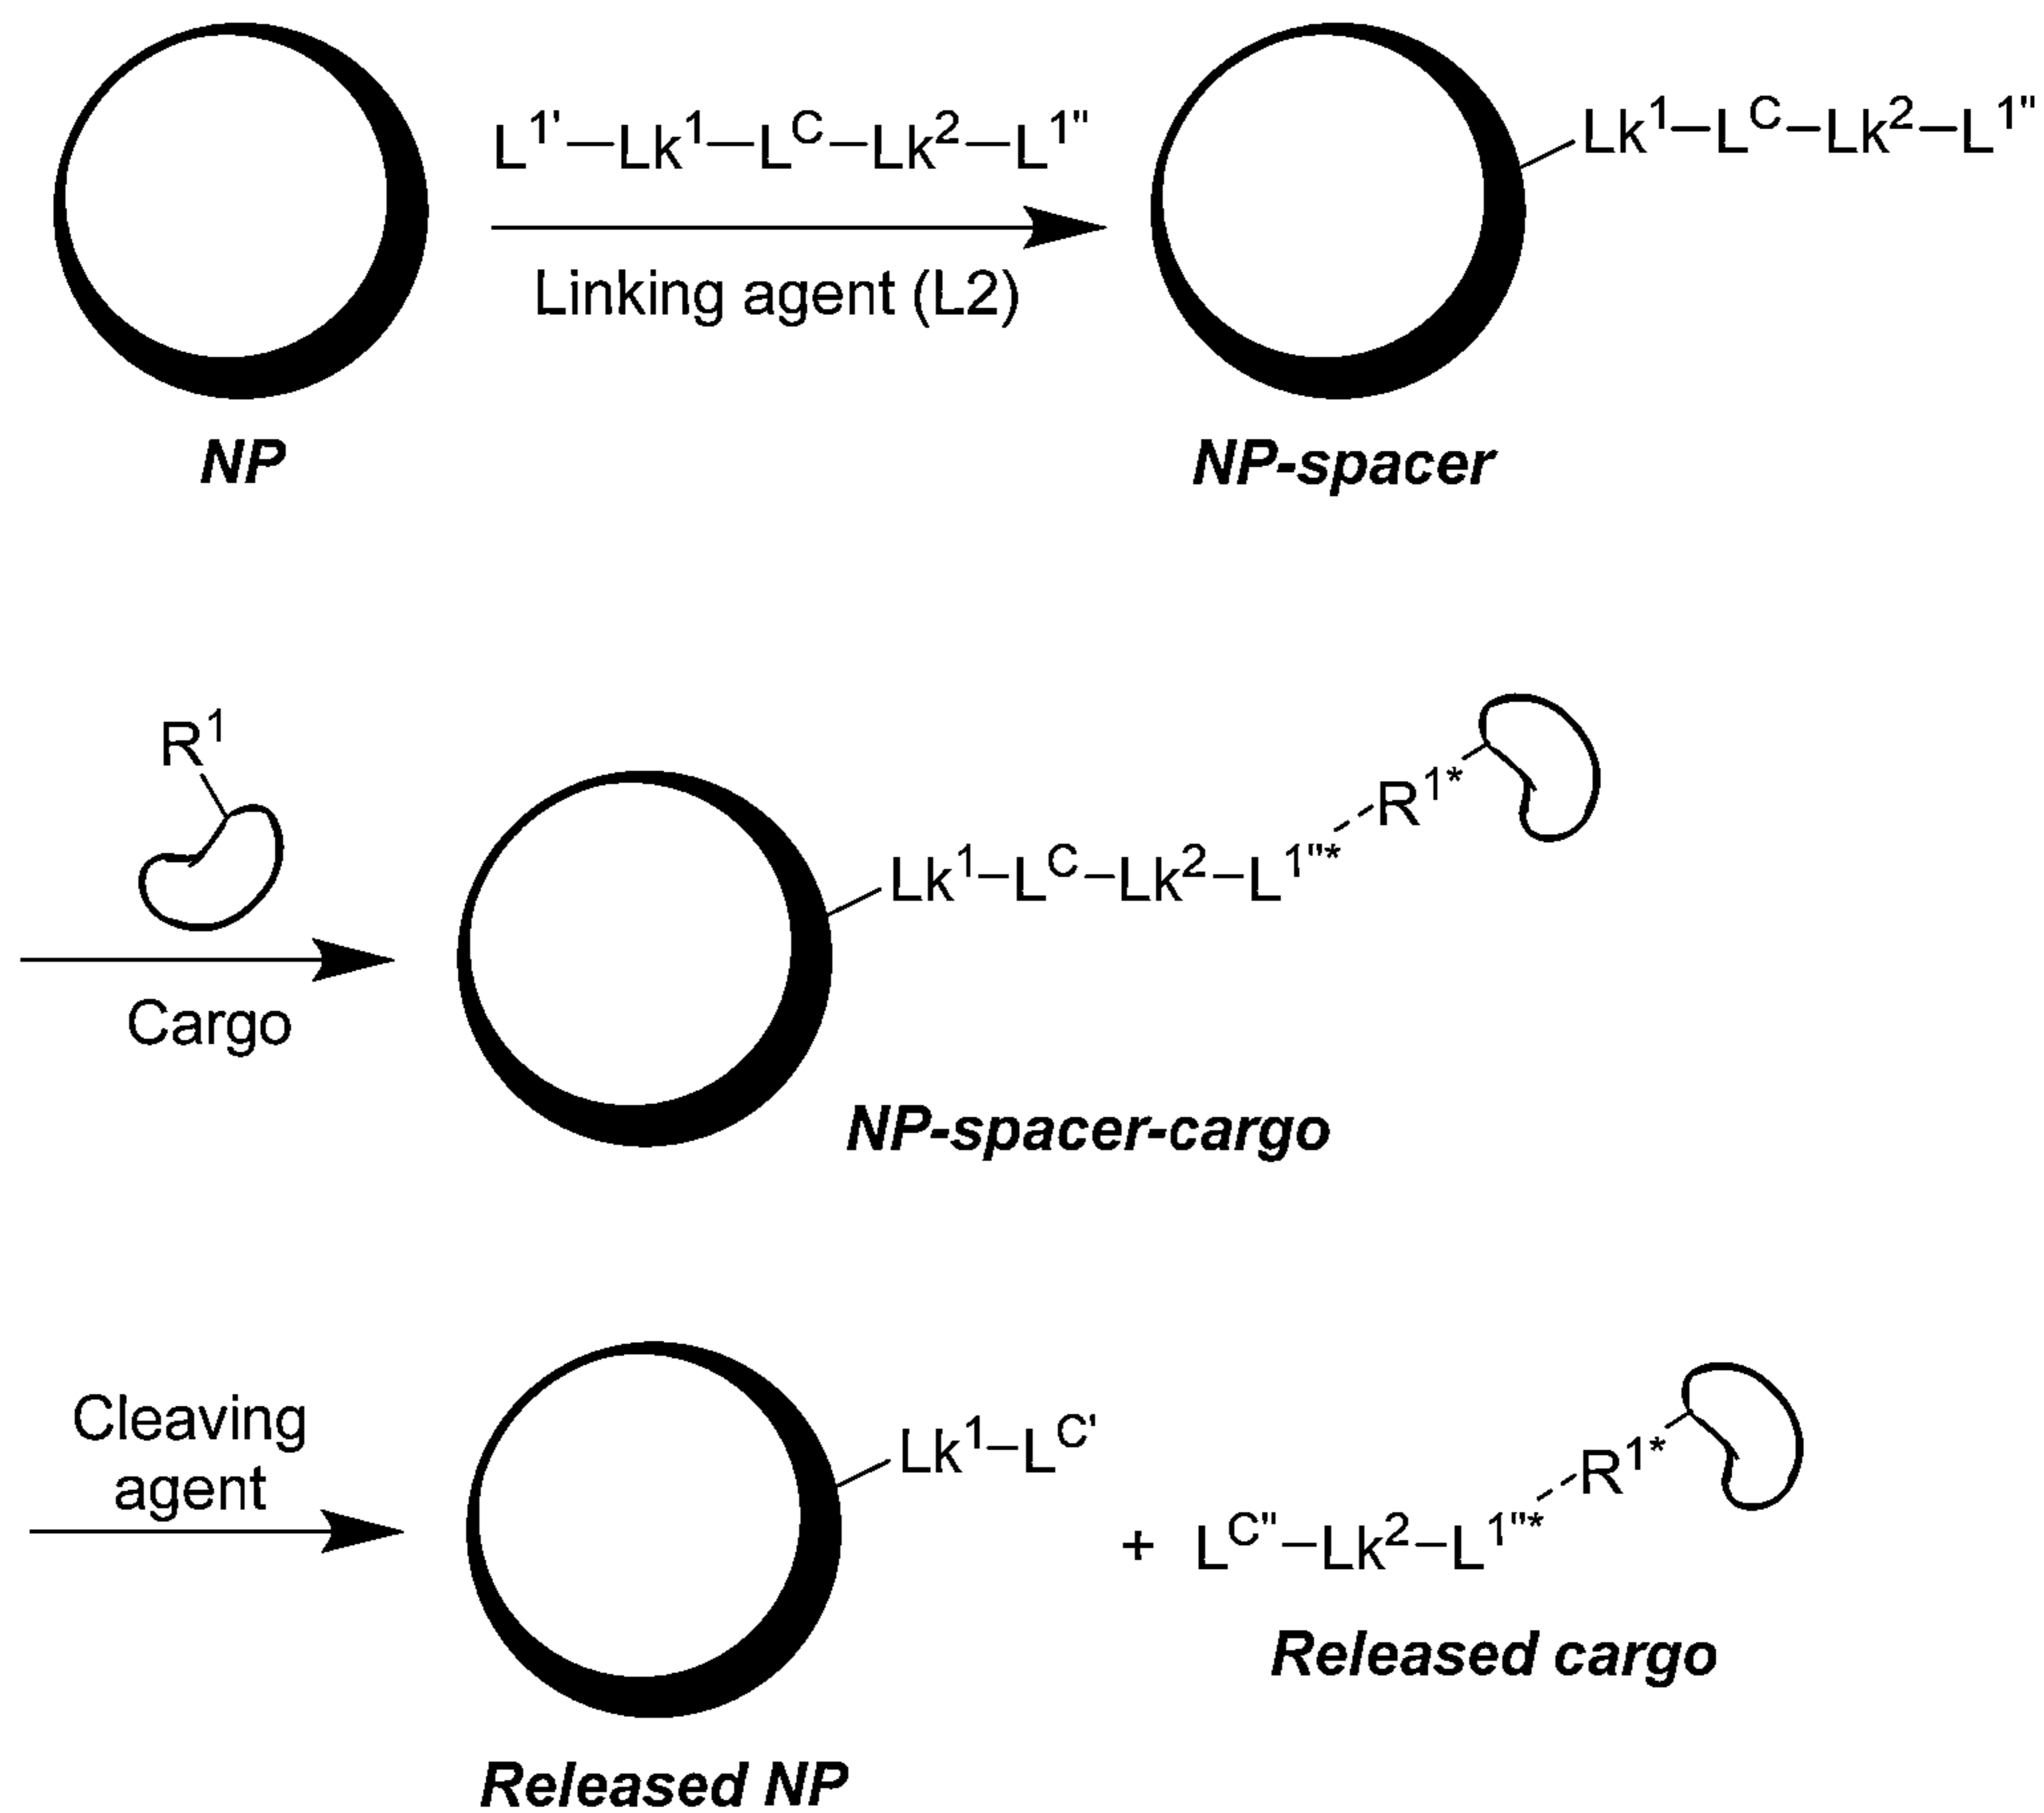 L1'—Lk1—LC—Lk2—L1"
Linking agent (L2)
Lk1—LC—Lk2—L1"
NP
NP-spacer
R1
Cargo
R1*
Lk1—LC—Lk2—L1"*
NP-spacer-cargo
Cleaving
agent
Lk1—LC'
R1*
+ LC"—Lk2—L1"*
Released cargo
Released NP